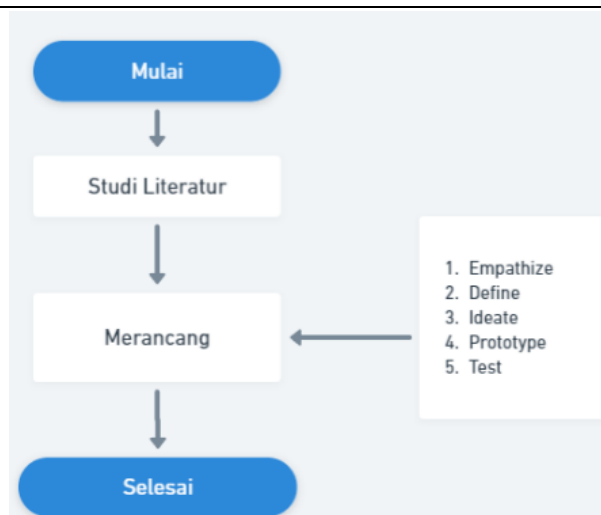 Mulai
Studi Literatur
Merancang
1. Empathize
2. Define
3. Ideate
4. Prototype
5. Test
Selesai